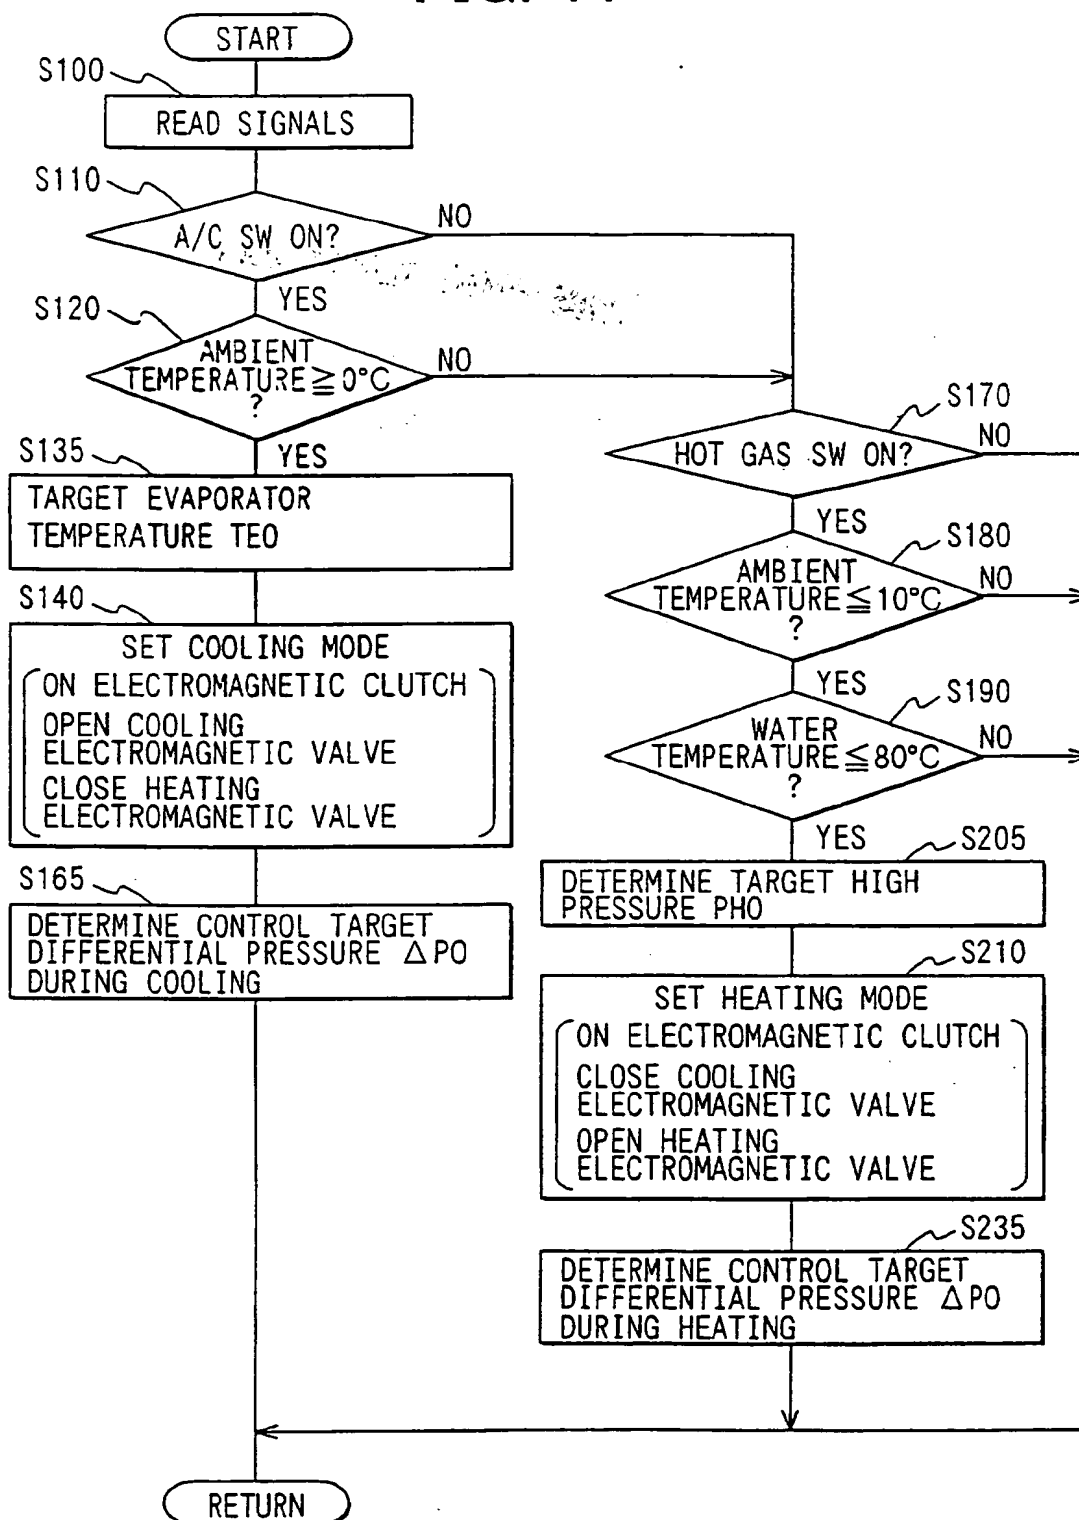 START
S100
READ SIGNALS
S110
A/C SW ON?
NO
YES
S120
AMBIENT
TEMPERATURE ≧ 0°C
?
NO
YES
S135
TARGET EVAPORATOR
TEMPERATURE TEO
S140
SET COOLING MODE
ON ELECTROMAGNETIC CLUTCH
OPEN COOLING
ELECTROMAGNETIC VALVE
CLOSE HEATING
ELECTROMAGNETIC VALVE
S165
DETERMINE CONTROL TARGET
DIFFERENTIAL PRESSURE △PO
DURING COOLING
S170
HOT GAS SW ON?
NO
YES
S180
AMBIENT
TEMPERATURE ≦ 10°C
?
NO
YES
S190
WATER
TEMPERATURE ≦ 80°C
?
NO
YES
S205
DETERMINE TARGET HIGH
PRESSURE PHO
S210
SET HEATING MODE
ON ELECTROMAGNETIC CLUTCH
CLOSE COOLING
ELECTROMAGNETIC VALVE
OPEN HEATING
ELECTROMAGNETIC VALVE
S235
DETERMINE CONTROL TARGET
DIFFERENTIAL PRESSURE △PO
DURING HEATING
RETURN